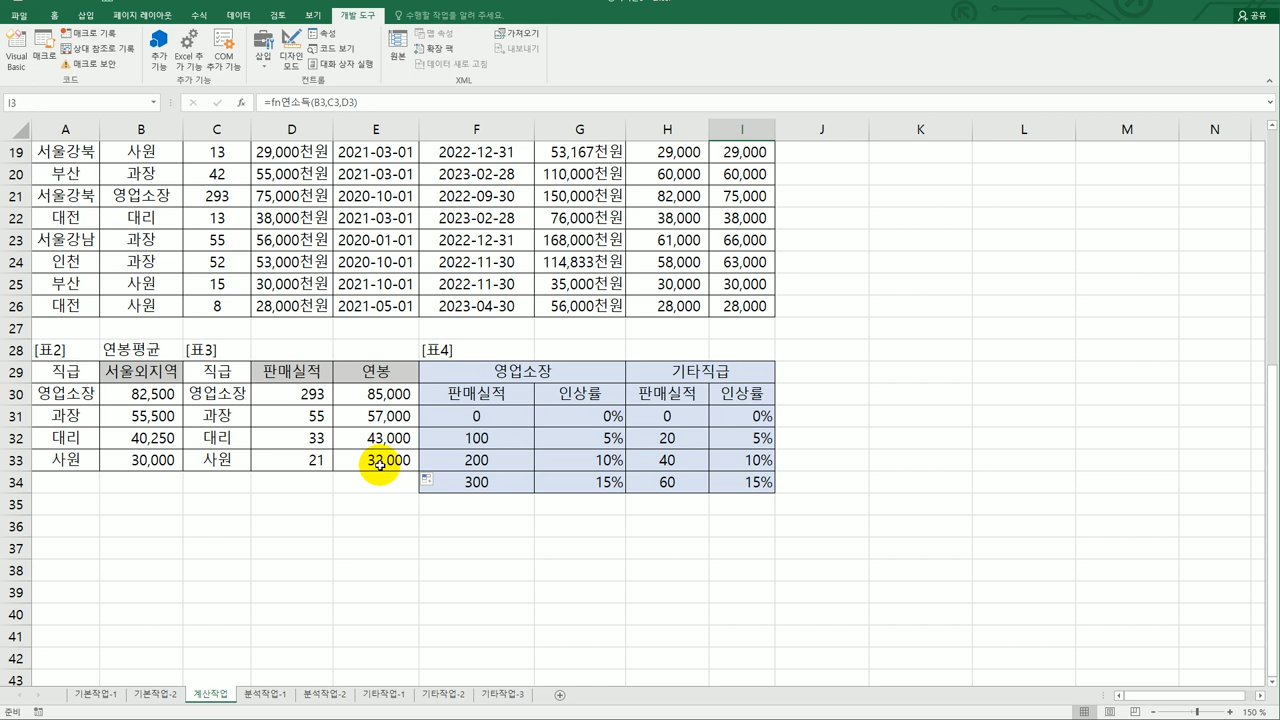 파일 홈 삽입 페이지 레이아웃 수식 데이터 검토 보기 개발 도구 수행할 작업을 알려 주세요. 공유
Visual Basic 매크로 매크로 기록 상대 참조로 기록 매크로 보안 추가 기능 Excel 추가 기능 COM 추가 기능 삽입 디자인 모드 속성 코드 보기 대화 상자 실행 원본 맵 속성 확장 팩 데이터 새로 고침 가져오기 내보내기
코드 추가 기능 컨트롤 XML
I3 fx =fn연소득(B3,C3,D3)
A B C D E F G H I J K L M N
19 서울강북 사원 13 29,000천원 2021-03-01 2022-12-31 53,167천원 29,000 29,000
20 부산 과장 42 55,000천원 2021-03-01 2023-02-28 110,000천원 60,000 60,000
21 서울강북 영업소장 293 75,000천원 2020-10-01 2022-09-30 150,000천원 82,000 75,000
22 대전 대리 13 38,000천원 2021-03-01 2023-02-28 76,000천원 38,000 38,000
23 서울강남 과장 55 56,000천원 2020-01-01 2022-12-31 168,000천원 61,000 66,000
24 인천 과장 52 53,000천원 2020-10-01 2022-11-30 114,833천원 58,000 63,000
25 부산 사원 15 30,000천원 2021-10-01 2022-11-30 35,000천원 30,000 30,000
26 대전 사원 8 28,000천원 2021-05-01 2023-04-30 56,000천원 28,000 28,000
27
28 [표2] 연봉평균 [표3] [표4]
29 직급 서울외지역 직급 판매실적 연봉 영업소장 기타직급
30 영업소장 82,500 영업소장 293 85,000 판매실적 인상률 판매실적 인상률
31 과장 55,500 과장 55 57,000 0 0% 0 0%
32 대리 40,250 대리 33 43,000 100 5% 20 5%
33 사원 30,000 사원 21 33,000 200 10% 40 10%
34 300 15% 60 15%
35
36
37
38
39
40
41
42
43
기본작업-1 기본작업-2 계산작업 분석작업-1 분석작업-2 기타작업-1 기타작업-2 기타작업-3
준비 150 %